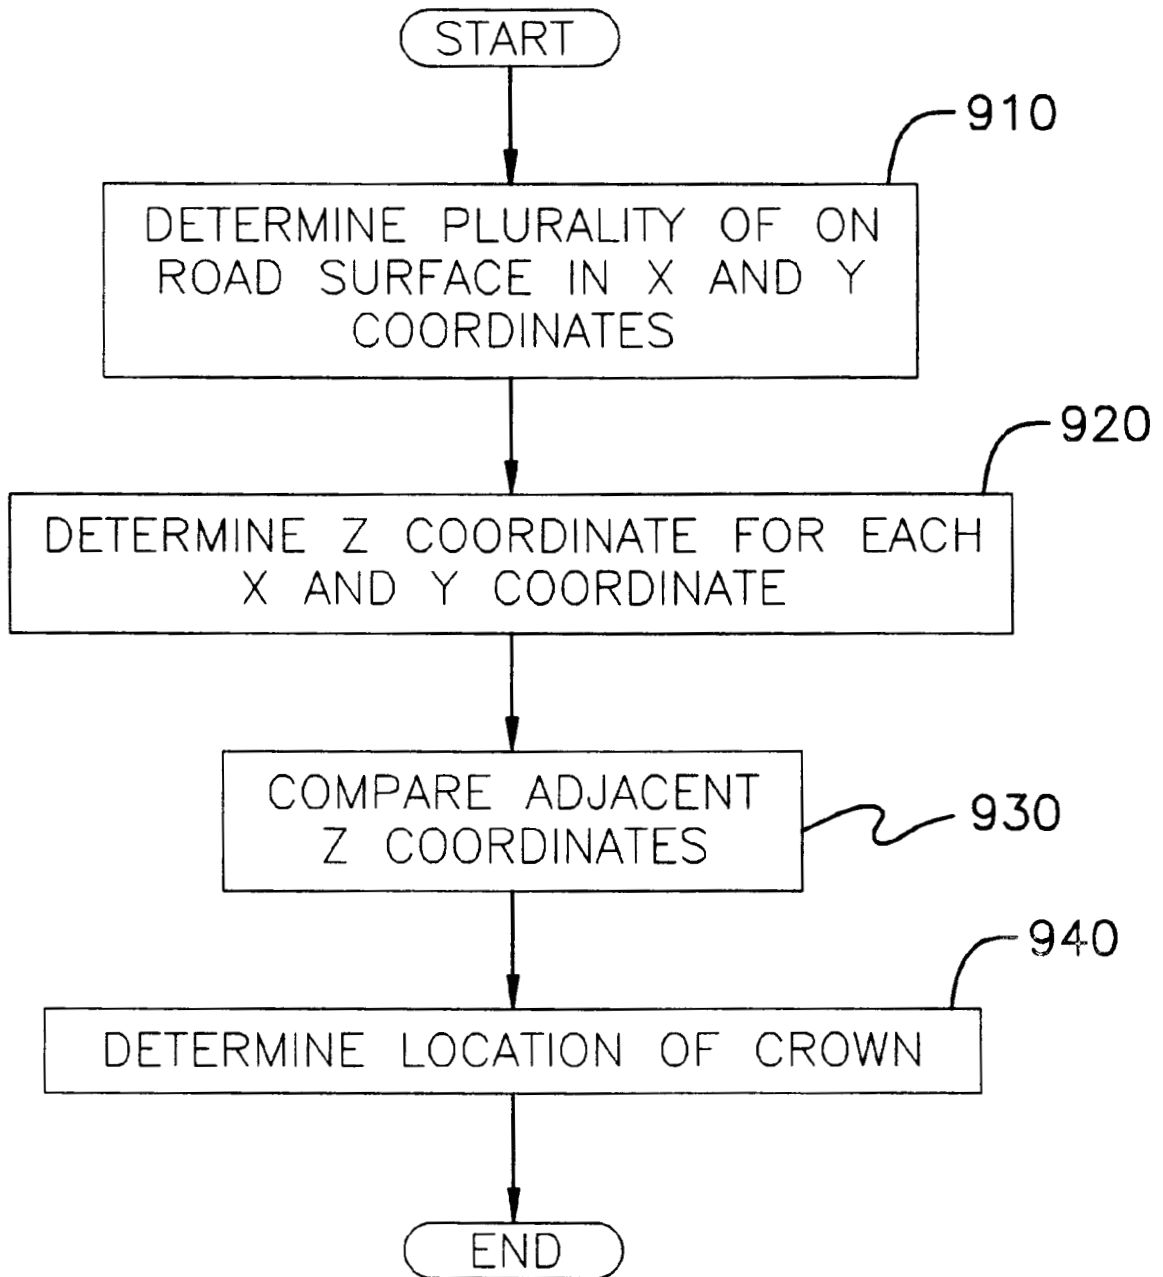 START
910
DETERMINE PLURALITY OF ON
ROAD SURFACE IN X AND Y
COORDINATES
920
DETERMINE Z COORDINATE FOR EACH
X AND Y COORDINATE
COMPARE ADJACENT
Z COORDINATES
930
940
DETERMINE LOCATION OF CROWN
END